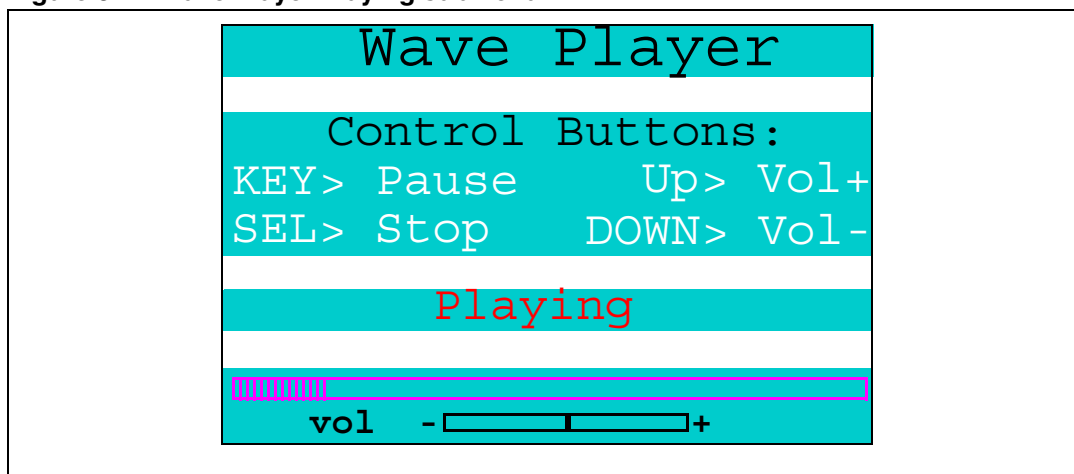 Wave Player
Control Buttons:
KEY> Pause Up> Vol+
SEL> Stop DOWN> Vol-
Playing
vol - +